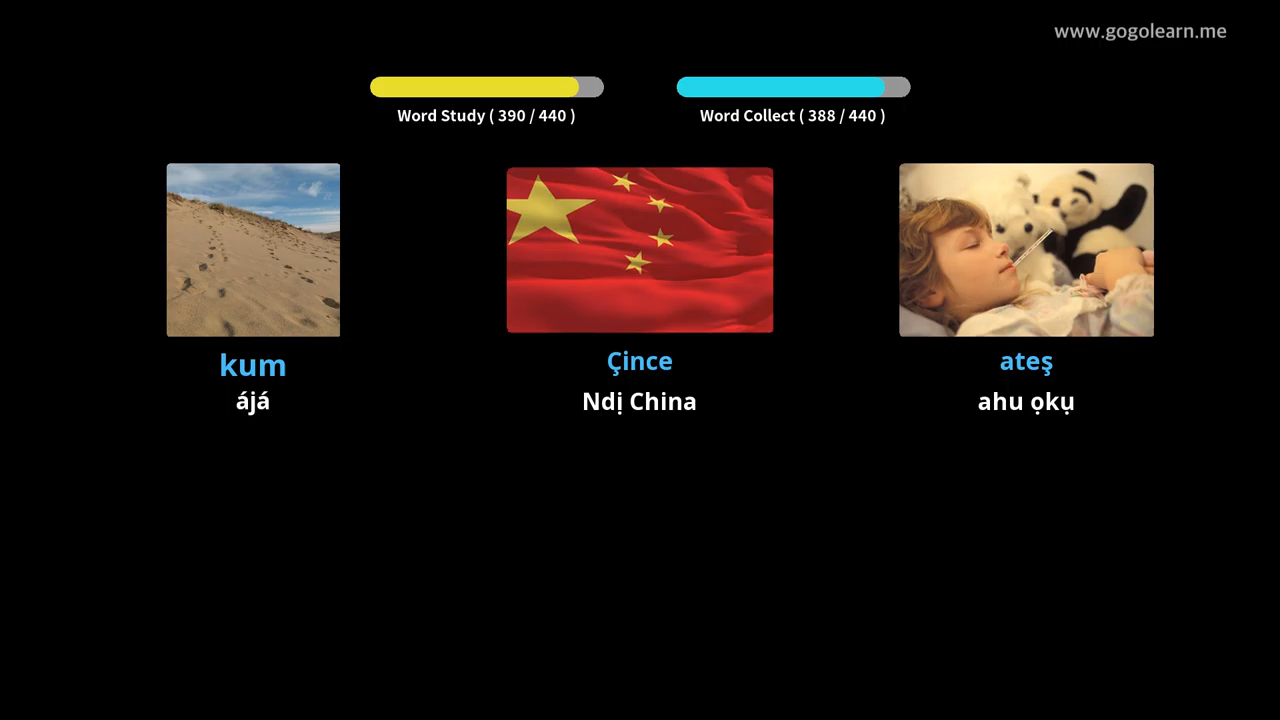 www.gogolearn.me
Word Study ( 390 / 440 )
Word Collect ( 388 / 440 )
kum
ájá
Çince
Ndị China
ateş
ahu ọkụ